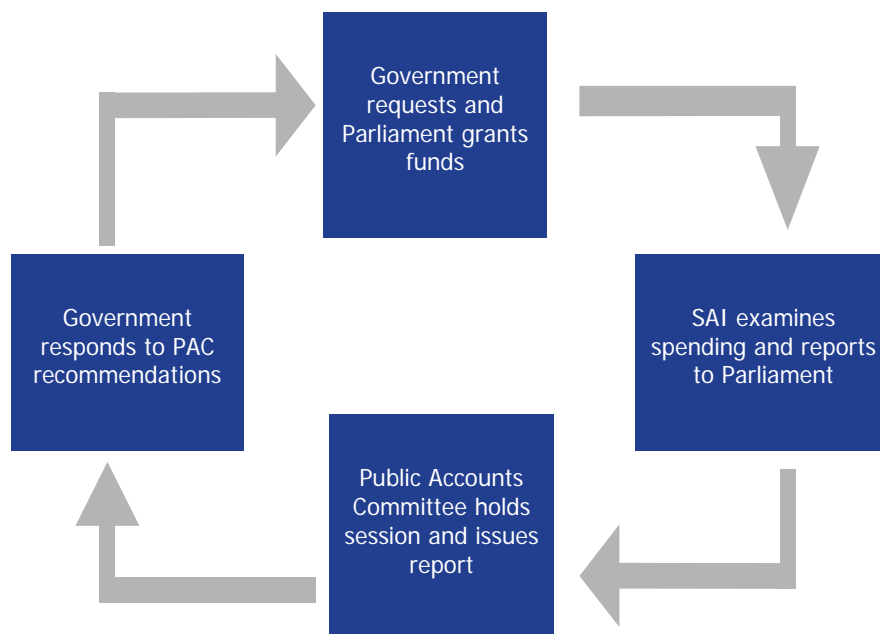 Government
requests and
Parliament grants
funds
SAI examines
spending and reports
to Parliament
Public Accounts
Committee holds
session and issues
report
Government
responds to PAC
recommendations